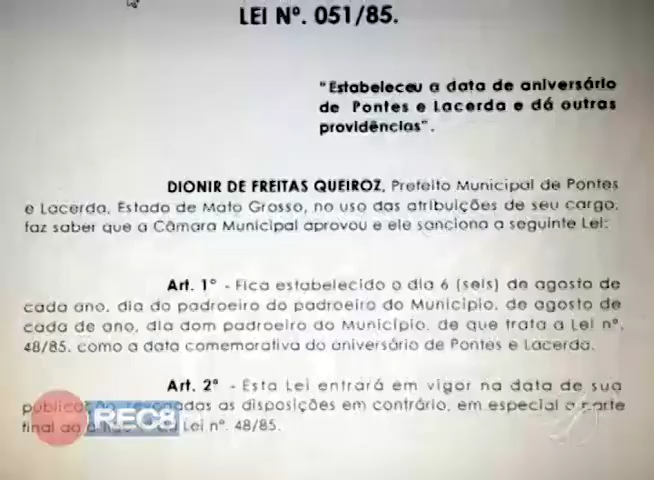 LEI Nº. 051/85.
"Estabeleceu a data de aniversário
de Pontes e Lacerda e dá outras
providências".
DIONIR DE FREITAS QUEIROZ, Prefeito Municipal de Pontes
e Lacerda, Estado de Mato Grosso, no uso das atribuições de seu cargo,
faz saber que a Câmara Municipal aprovou e ele sanciona a seguinte Lei:
Art. 1º - Fica estabelecido o dia 6 (seis) de agosto de
cada ano, dia do padroeiro do padroeiro do Município, de agosto de
cada de ano, dia dom padroeiro do Município, de que trata a Lei nº.
48/85, como a data comemorativa do aniversário de Pontes e Lacerda.
Art. 2º - Esta Lei entrará em vigor na data de sua
as disposições em contrário, em especial a parte
final Lei nº. 48/85.
REC8